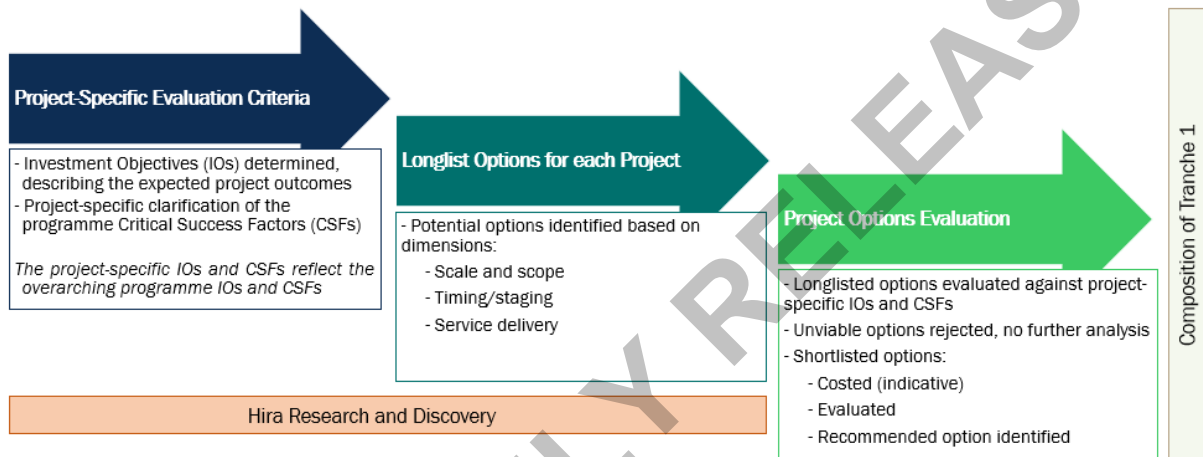 Project-Specific Evaluation Criteria
- Investment Objectives (IOs) determined,
describing the expected project outcomes
- Project-specific clarification of the
programme Critical Success Factors (CSFs)
The project-specific IOs and CSFs reflect the
overarching programme IOs and CSFs
Longlist Options for each Project
- Potential options identified based on
dimensions:
- Scale and scope
- Timing/staging
- Service delivery
Hira Research and Discovery
Project Options Evaluation
- Longlisted options evaluated against project-
specific IOs and CSFs
- Unviable options rejected, no further analysis
- Shortlisted options:
- Costed (indicative)
- Evaluated
- Recommended option identified
Composition of Tranche 1
LY RELEAS